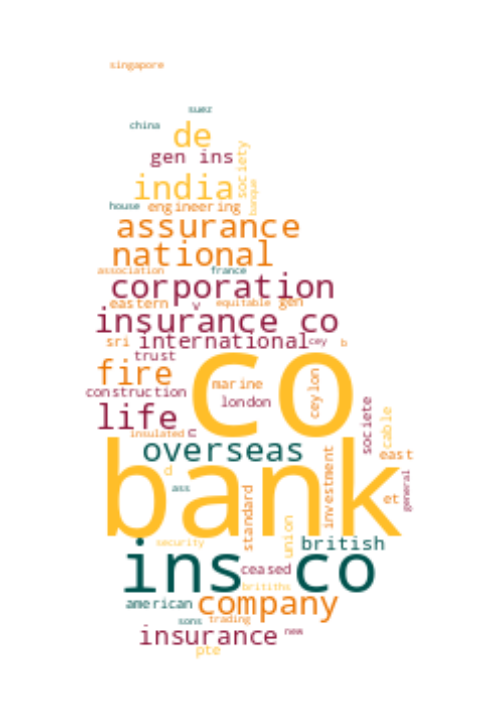 singapore
suez
china
de
society
gen ins
india
banque
house
engineering
assurance
national
association
france
corporation
eastern
v
equitable
gen
insurance co
sri
international
cey
b
trust
co
fire
marine
ceylon
construction
london
life
societe
cable
insulated
n
overseas
east
bank
investment
d
general
ass
et
standard
union
security
british
ins co
ceased
britiths
american
company
sons
trading
insurance
new
pte